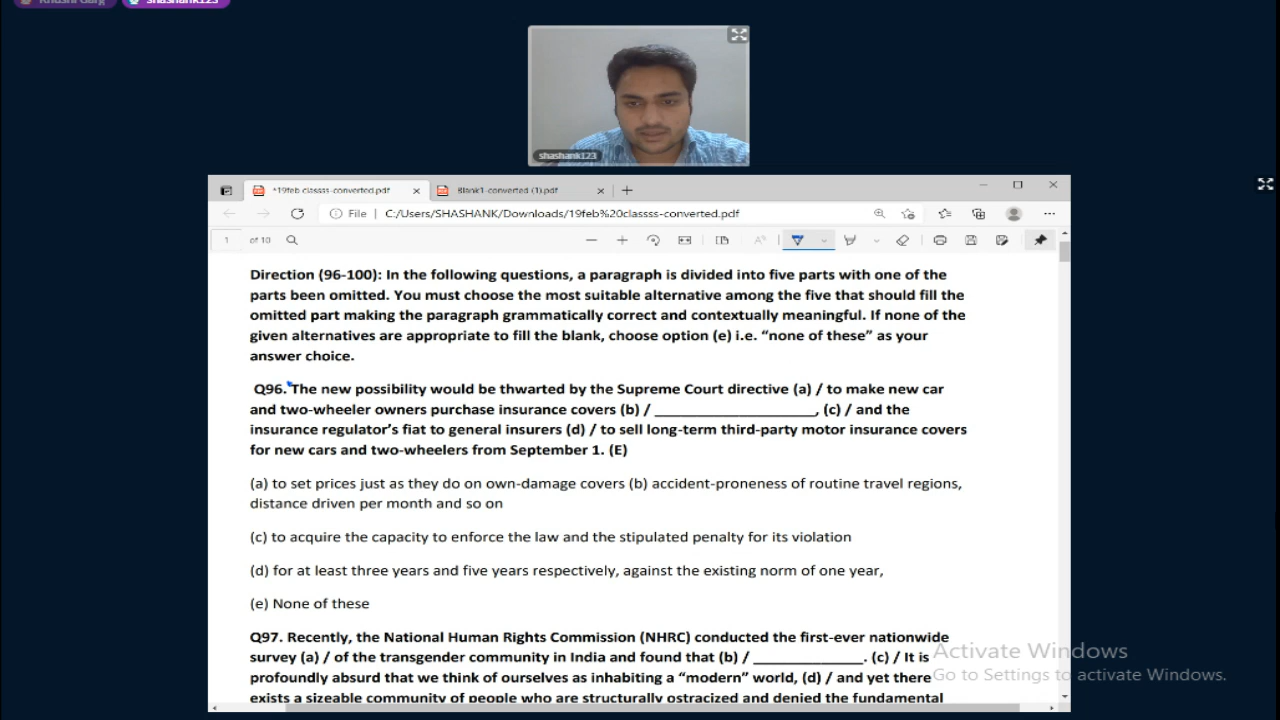 Khushi Garg
shashank123
shashank123
*19feb classss-converted.pdf
Blank1-converted (1).pdf
File | C:/Users/SHASHANK/Downloads/19feb%20classss-converted.pdf
1 of 10
Direction (96-100): In the following questions, a paragraph is divided into five parts with one of the
parts been omitted. You must choose the most suitable alternative among the five that should fill the
omitted part making the paragraph grammatically correct and contextually meaningful. If none of the
given alternatives are appropriate to fill the blank, choose option (e) i.e. “none of these” as your
answer choice.
Q96. The new possibility would be thwarted by the Supreme Court directive (a) / to make new car
and two-wheeler owners purchase insurance covers (b) / ____________________, (c) / and the
insurance regulator’s fiat to general insurers (d) / to sell long-term third-party motor insurance covers
for new cars and two-wheelers from September 1. (E)
(a) to set prices just as they do on own-damage covers (b) accident-proneness of routine travel regions,
distance driven per month and so on
(c) to acquire the capacity to enforce the law and the stipulated penalty for its violation
(d) for at least three years and five years respectively, against the existing norm of one year,
(e) None of these
Q97. Recently, the National Human Rights Commission (NHRC) conducted the first-ever nationwide
survey (a) / of the transgender community in India and found that (b) / ______________. (c) / It is
profoundly absurd that we think of ourselves as inhabiting a “modern” world, (d) / and yet there
exists a sizeable community of people who are structurally ostracized and denied the fundamental
Activate Windows
Go to Settings to activate Windows.